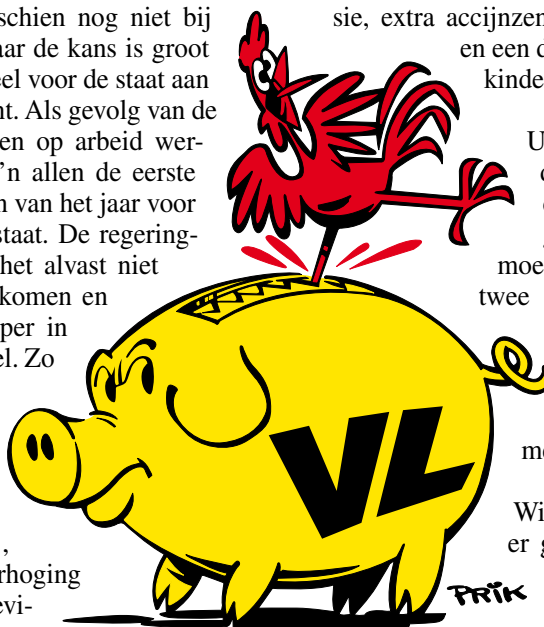 schien nog niet bij
aar de kans is groot
eel voor de staat aan
nt. Als gevolg van de
en op arbeid wer-
'n allen de eerste
n van het jaar voor
staat. De regering-
het alvast niet
komen en
per in
el. Zo
,
rhoging
evi-
sie, extra accijnzen
en een d
kinde
U
moe
twee
me
Wi
er g
VL
PRIK